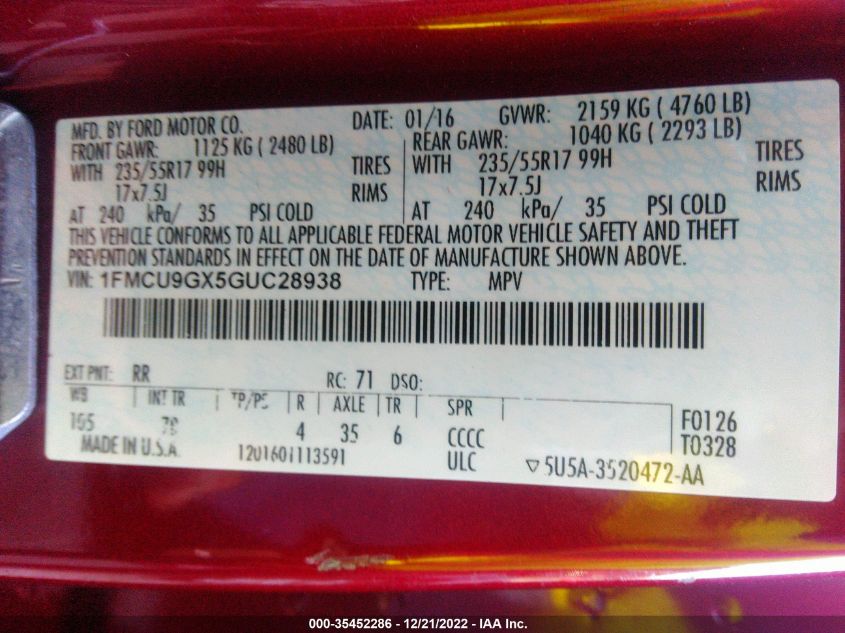 MFD. BY FORD MOTOR CO. DATE: 01/16 GVWR: 2159 KG ( 4760 LB)
FRONT GAWR: 1125 KG ( 2480 LB) REAR GAWR: 1040 KG ( 2293 LB)
WITH 235/55R17 99H TIRES WITH 235/55R17 99H TIRES
17x7.5J RIMS 17x7.5J RIMS
AT 240 kPa/ 35 PSI COLD AT 240 kPa/ 35 PSI COLD
THIS VEHICLE CONFORMS TO ALL APPLICABLE FEDERAL MOTOR VEHICLE SAFETY AND THEFT
PREVENTION STANDARDS IN EFFECT ON THE DATE OF MANUFACTURE SHOWN ABOVE.
VIN: 1FMCU9GX5GUC28938 TYPE: MPV
EXT PNT: RR RC: 71 DSO:
WB INT TR TP/PS R AXLE TR SPR
4 35 6 CCCC F0126
MADE IN U.S.A. ULC T0328
5U5A-3520472-AA
000-35452286 - 12/21/2022 - IAA Inc.